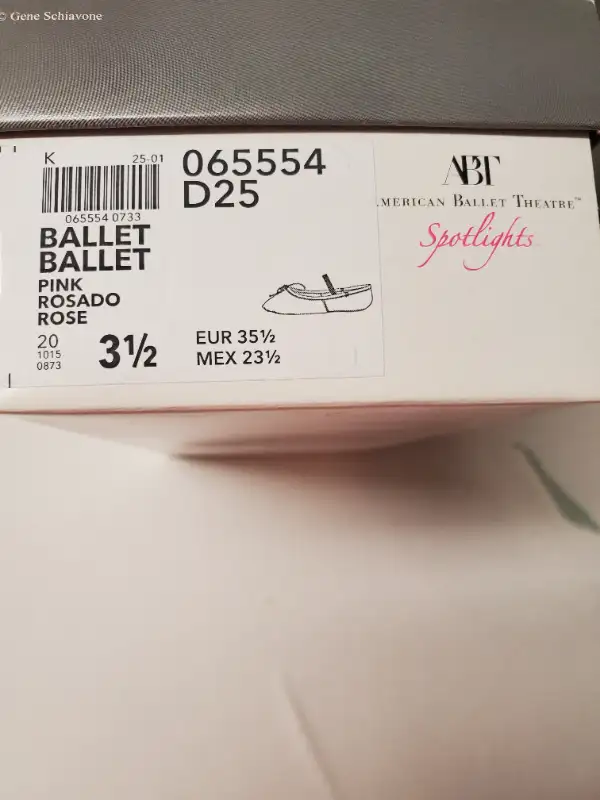 © Gene Schiavone
K 25-01
065554 0733
065554
D25
BALLET
BALLET
PINK
ROSADO
ROSE
20
1015
0873
3½
EUR 35½
MEX 23½
ABT
MERICAN BALLET THEATRE™
Spotlights